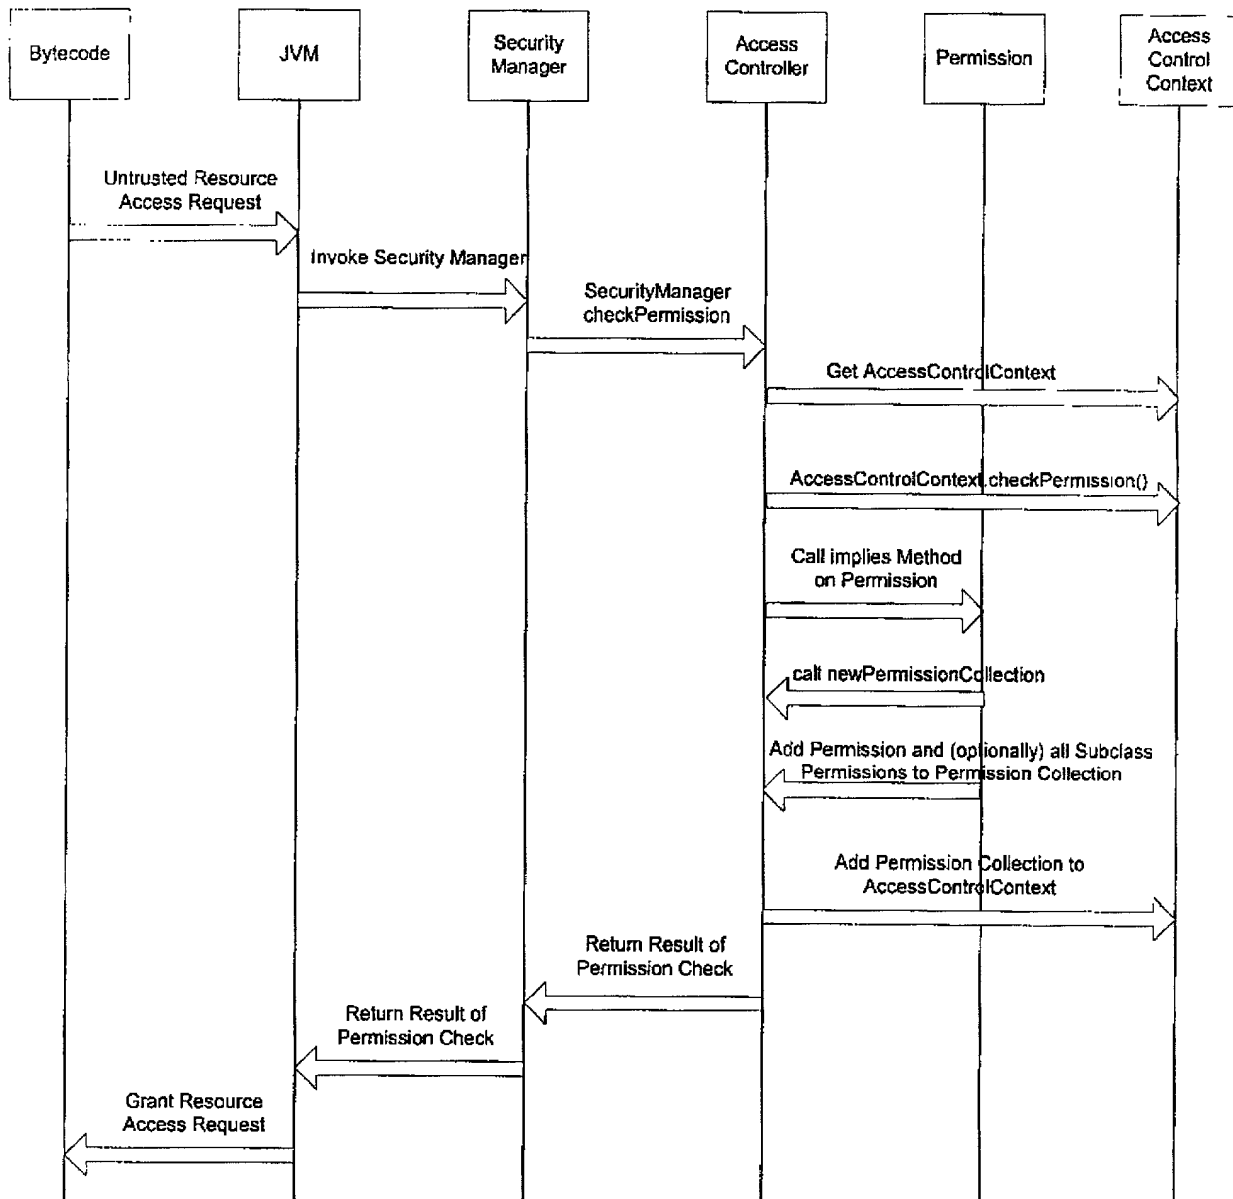 Bytecode
JVM
Security
Manager
Access
Controller
Permission
Access
Control
Context
Untrusted Resource
Access Request
Invoke Security Manager
SecurityManager
checkPermission
Get AccessControlContext
AccessControlContext.checkPermission()
Call implies Method
on Permission
call newPermissionCollection
Add Permission and (optionally) all Subclass
Permissions to Permission Collection
Add Permission Collection to
AccessControlContext
Return Result of
Permission Check
Return Result of
Permission Check
Grant Resource
Access Request